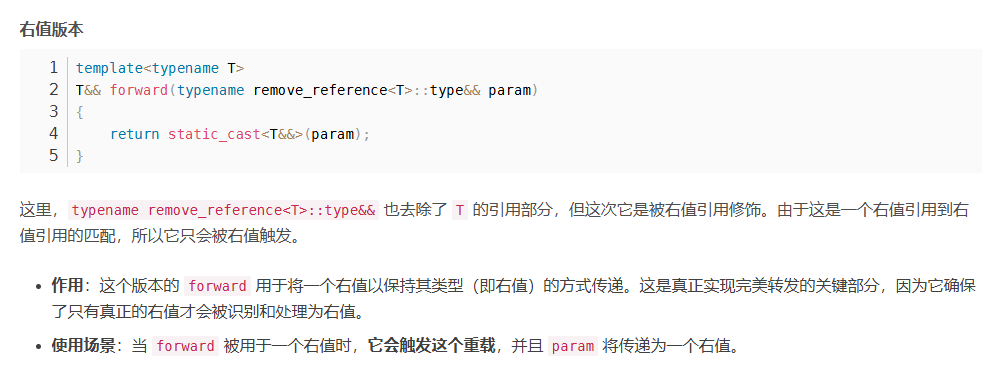 右值版本
1 template<typename T>
2 T&& forward(typename remove_reference<T>::type&& param)
3 {
4     return static_cast<T&&>(param);
5 }
这里，typename remove_reference<T>::type&& 也去除了 T 的引用部分，但这次它是被右值引用修饰。由于这是一个右值引用到右
值引用的匹配，所以它只会被右值触发。
• 作用：这个版本的 forward 用于将一个右值以保持其类型（即右值）的方式传递。这是真正实现完美转发的关键部分，因为它确保
了只有真正的右值才会被识别和处理为右值。
• 使用场景：当 forward 被用于一个右值时，它会触发这个重载，并且 param 将传递为一个右值。